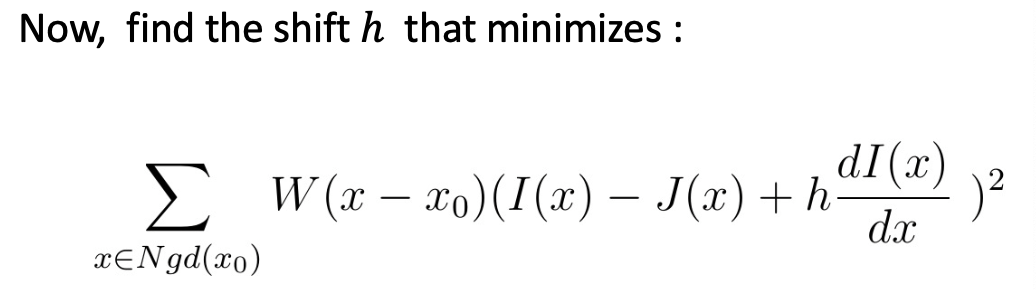 Now, find the shift h that minimizes :
∑ W(x − x₀)(I(x) − J(x) + h dI(x)/dx )²
x∈Ngd(x₀)